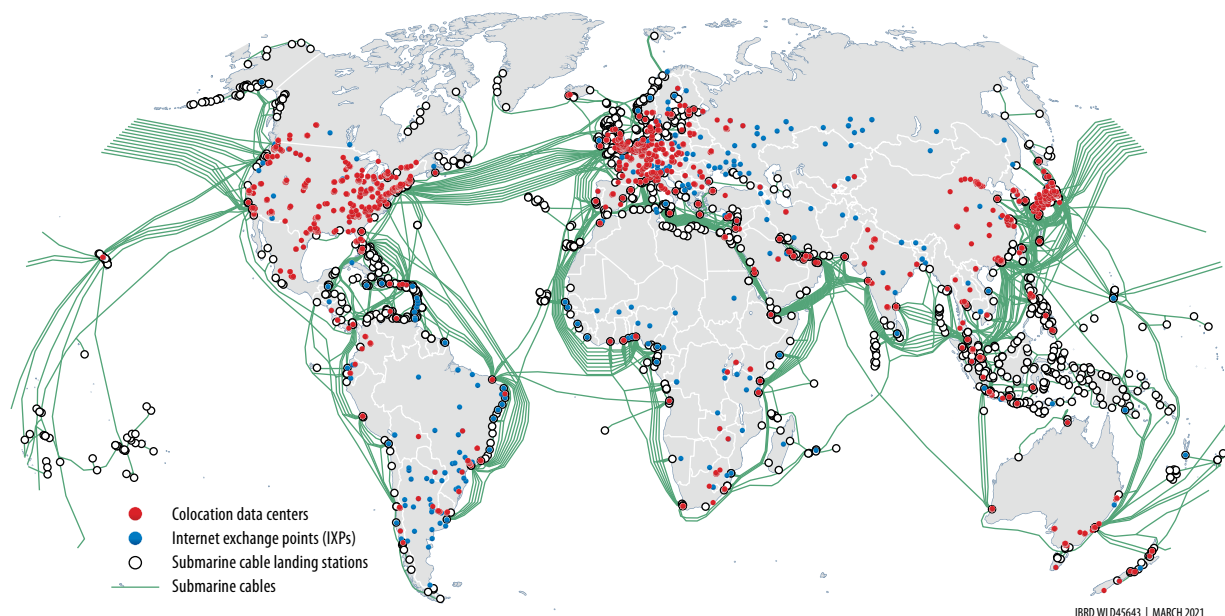 Colocation data centers
Internet exchange points (IXPs)
Submarine cable landing stations
Submarine cables
IBRD WLD45643 | MARCH 2021